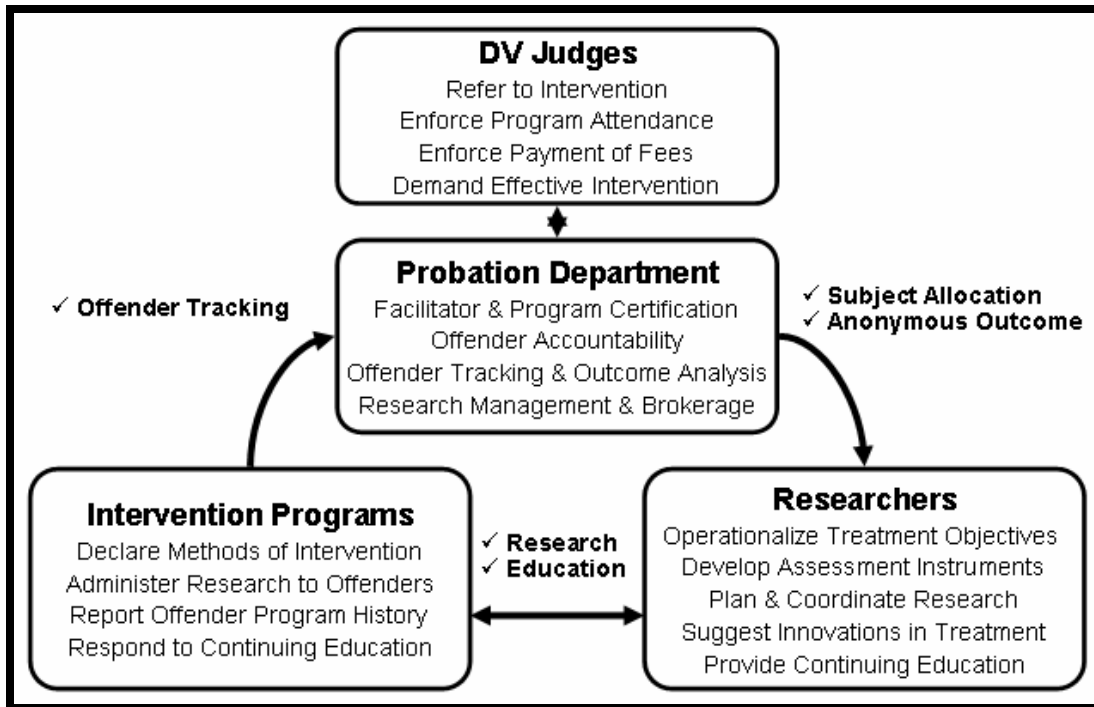 DV Judges
Refer to Intervention
Enforce Program Attendance
Enforce Payment of Fees
Demand Effective Intervention
Probation Department
Facilitator & Program Certification
Offender Accountability
Offender Tracking & Outcome Analysis
Research Management & Brokerage
✓ Offender Tracking
✓ Subject Allocation
✓ Anonymous Outcome
Intervention Programs
Declare Methods of Intervention
Administer Research to Offenders
Report Offender Program History
Respond to Continuing Education
✓ Research
✓ Education
Researchers
Operationalize Treatment Objectives
Develop Assessment Instruments
Plan & Coordinate Research
Suggest Innovations in Treatment
Provide Continuing Education